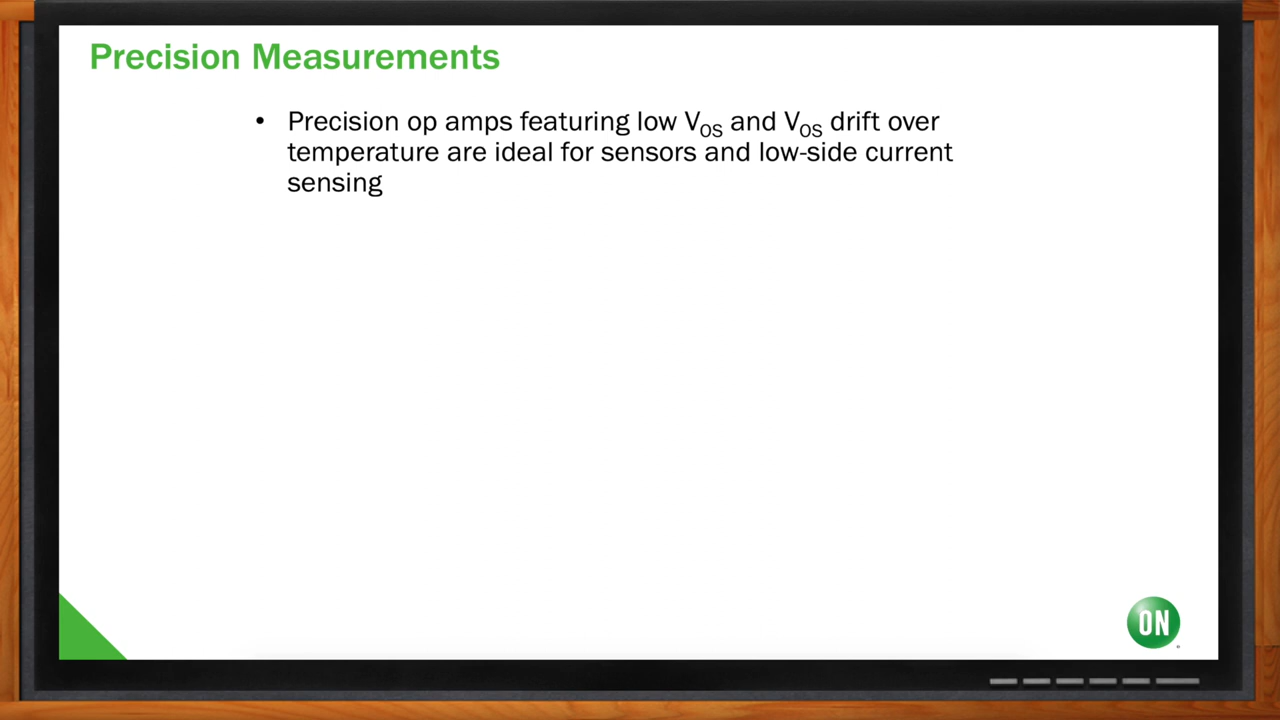 Precision Measurements
• Precision op amps featuring low VOS and VOS drift over
temperature are ideal for sensors and low-side current
sensing
ON